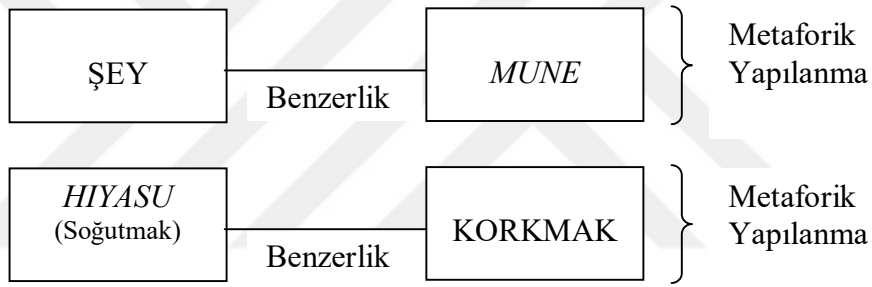 ŞEY
Benzerlik
MUNE
Metaforik
Yapılanma
HIYASU
(Soğutmak)
Benzerlik
KORKMAK
Metaforik
Yapılanma